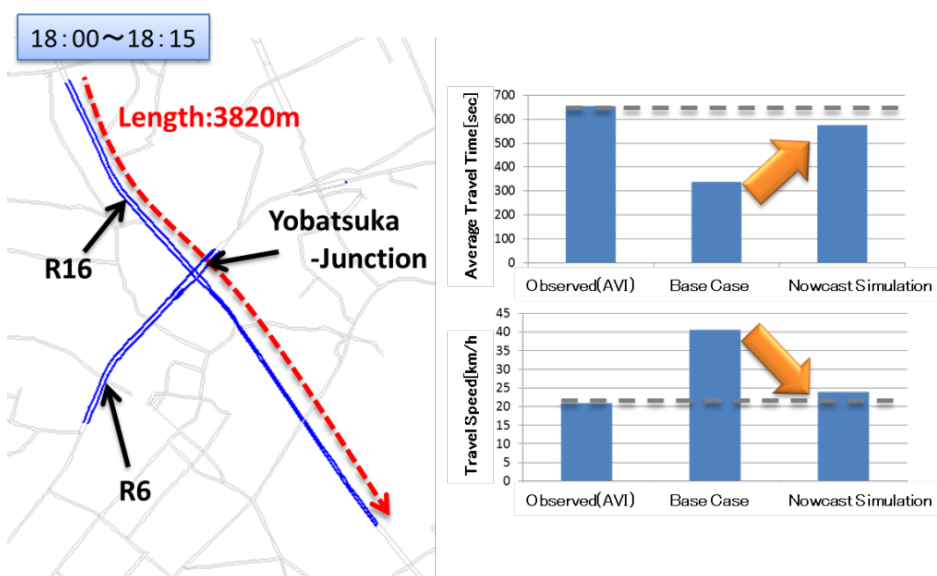 18:00～18:15
Length:3820m
Yobatsuka
-Junction
R16
R6
Average Travel Time[sec]
700
600
500
400
300
200
100
0
Observed(AVI) Base Case Nowcast Simulation
Travel Speed[km/h]
45
40
35
30
25
20
15
10
5
0
Observed(AVI) Base Case Nowcast Simulation